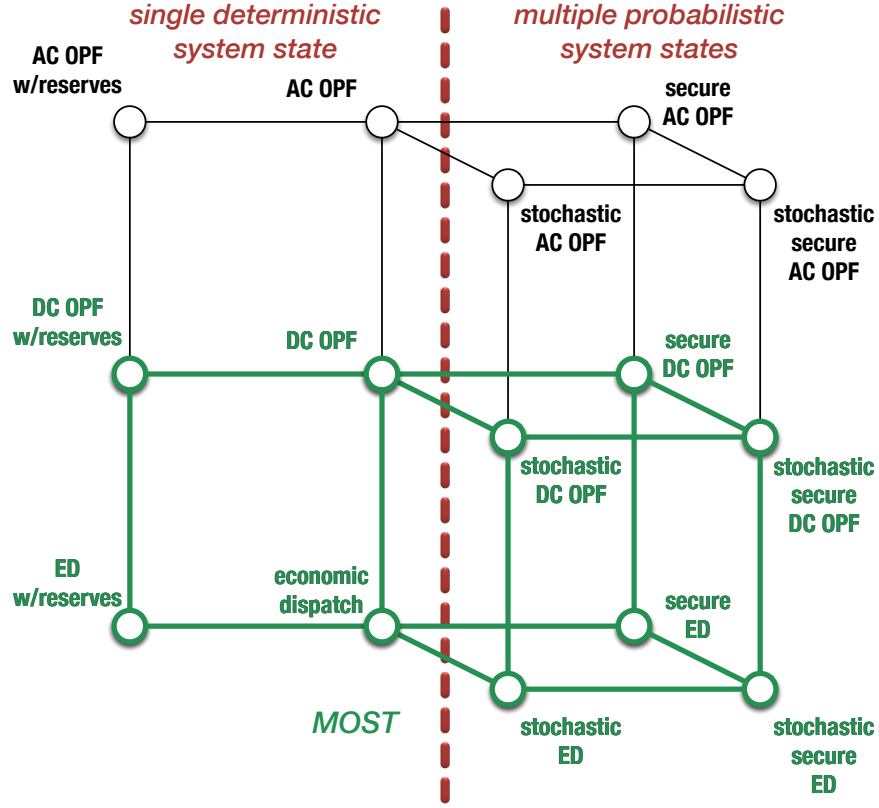 single deterministic
system state
multiple probabilistic
system states
AC OPF
w/reserves
AC OPF
secure
AC OPF
stochastic
AC OPF
stochastic
secure
AC OPF
DC OPF
w/reserves
DC OPF
secure
DC OPF
stochastic
DC OPF
stochastic
secure
DC OPF
ED
w/reserves
economic
dispatch
secure
ED
MOST
stochastic
ED
stochastic
secure
ED